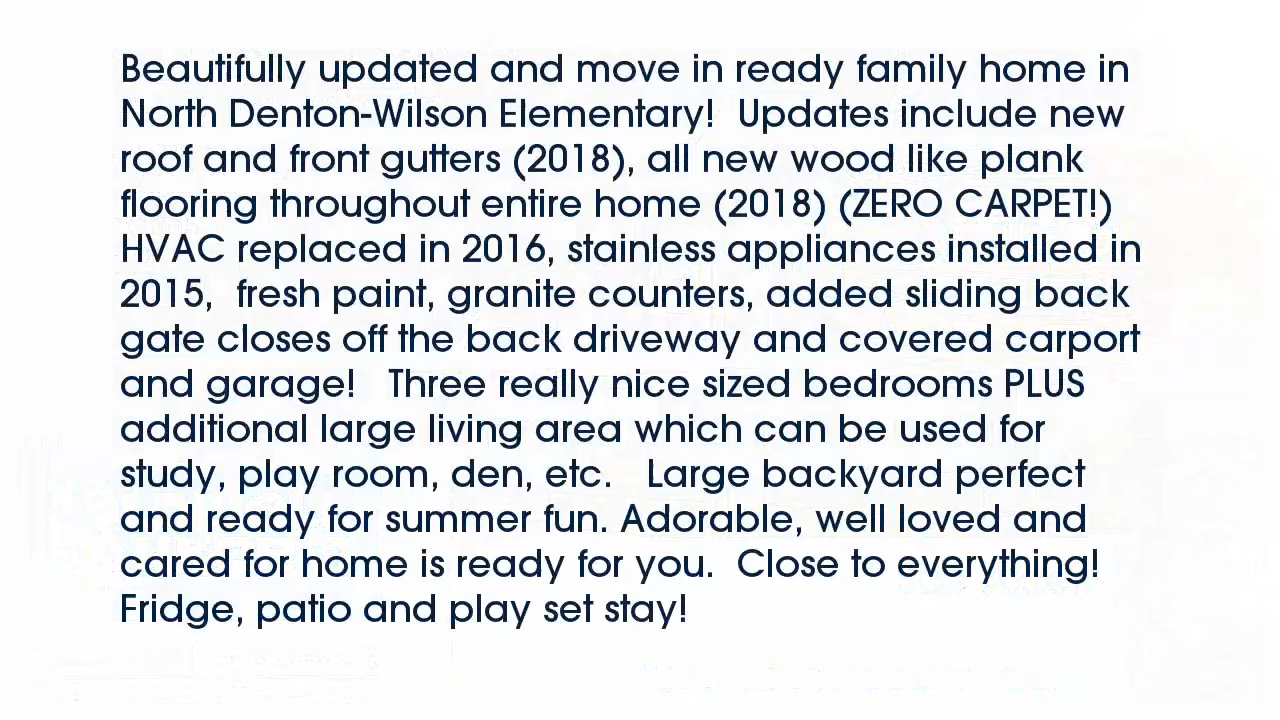 Beautifully updated and move in ready family home in
North Denton-Wilson Elementary!  Updates include new
roof and front gutters (2018), all new wood like plank
flooring throughout entire home (2018) (ZERO CARPET!)
HVAC replaced in 2016, stainless appliances installed in
2015,  fresh paint, granite counters, added sliding back
gate closes off the back driveway and covered carport
and garage!   Three really nice sized bedrooms PLUS
additional large living area which can be used for
study, play room, den, etc.   Large backyard perfect
and ready for summer fun. Adorable, well loved and
cared for home is ready for you.  Close to everything!
Fridge, patio and play set stay!